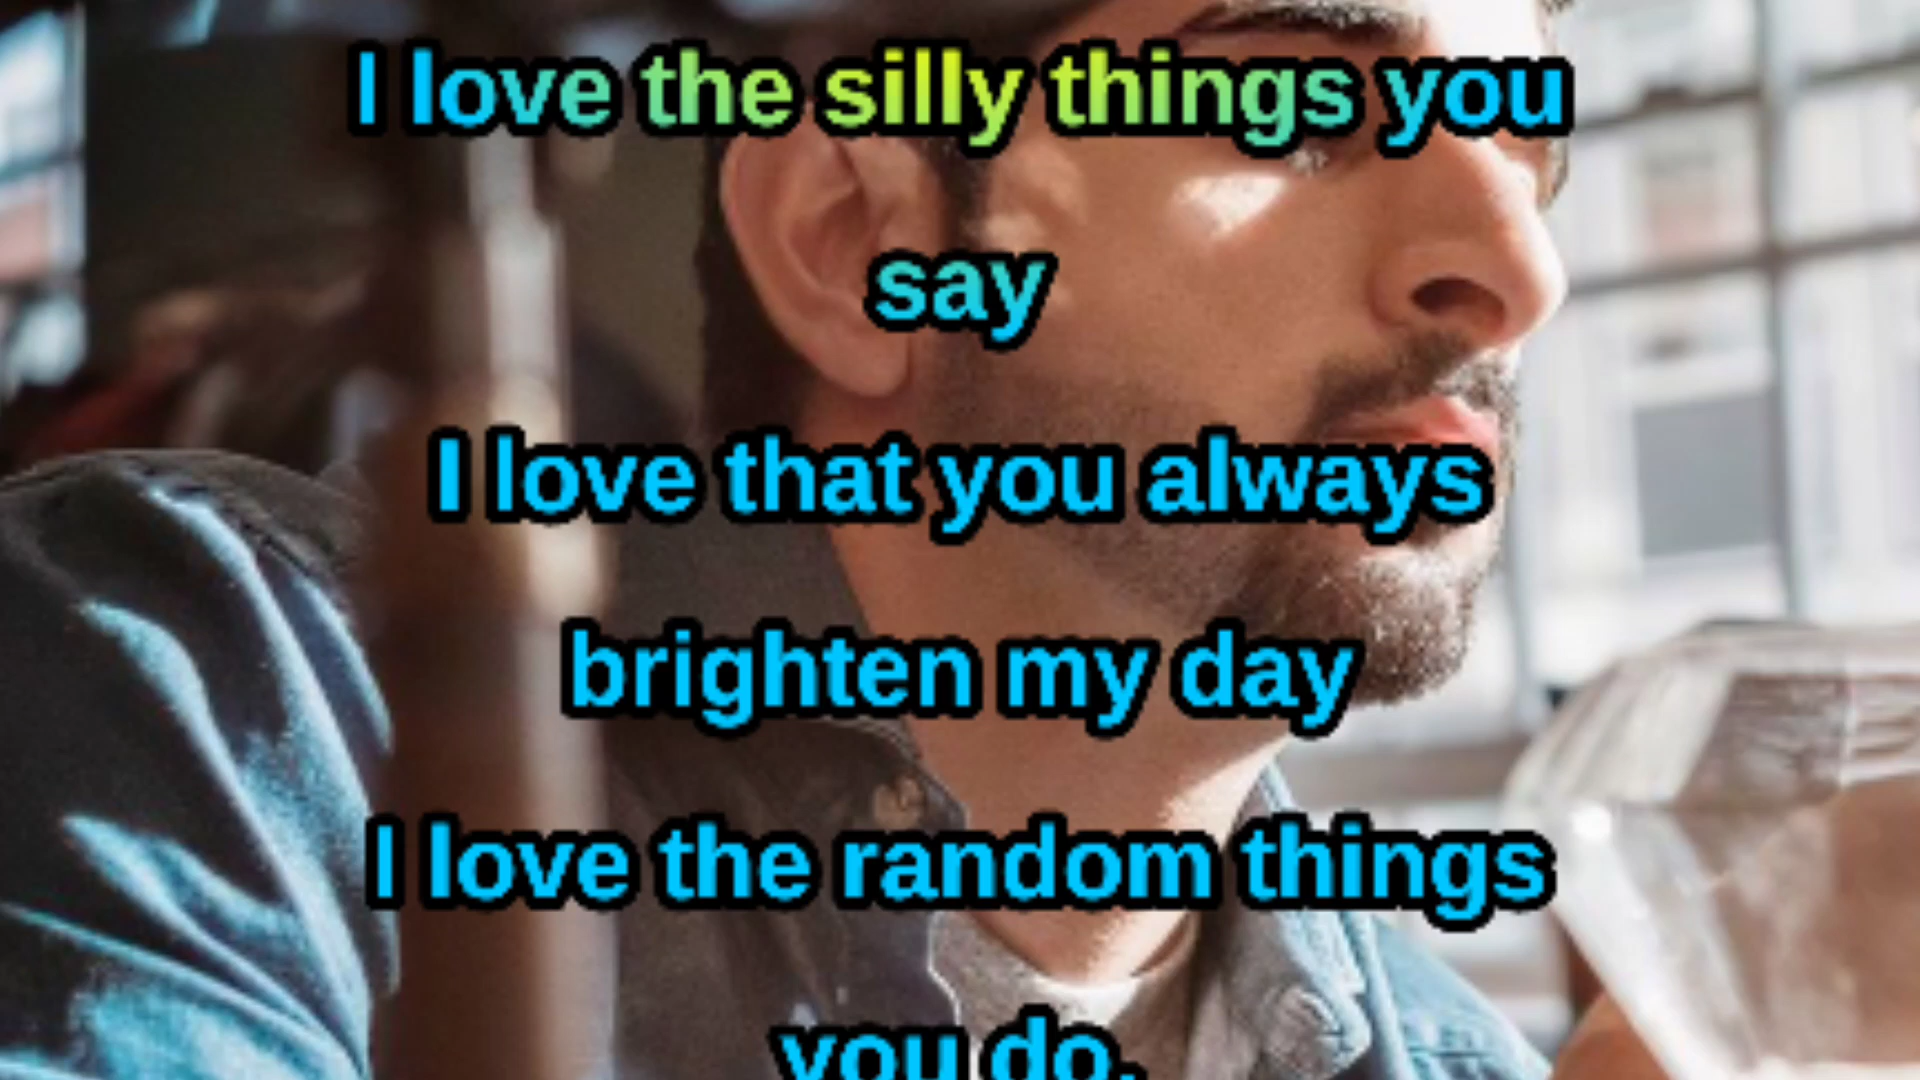 I love the silly things you
say
I love that you always
brighten my day
I love the random things
you do.